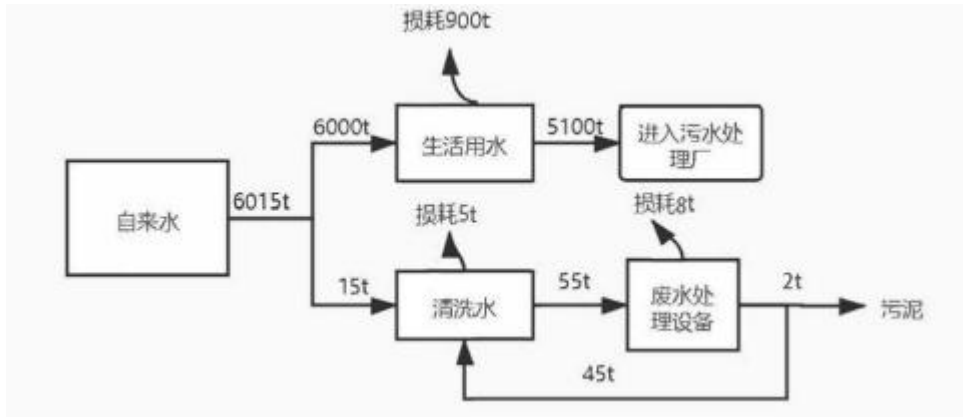 损耗900t
6000t
生活用水
5100t
进入污水处
理厂
自来水
6015t
损耗5t
损耗8t
15t
清洗水
55t
废水处
理设备
2t
污泥
45t